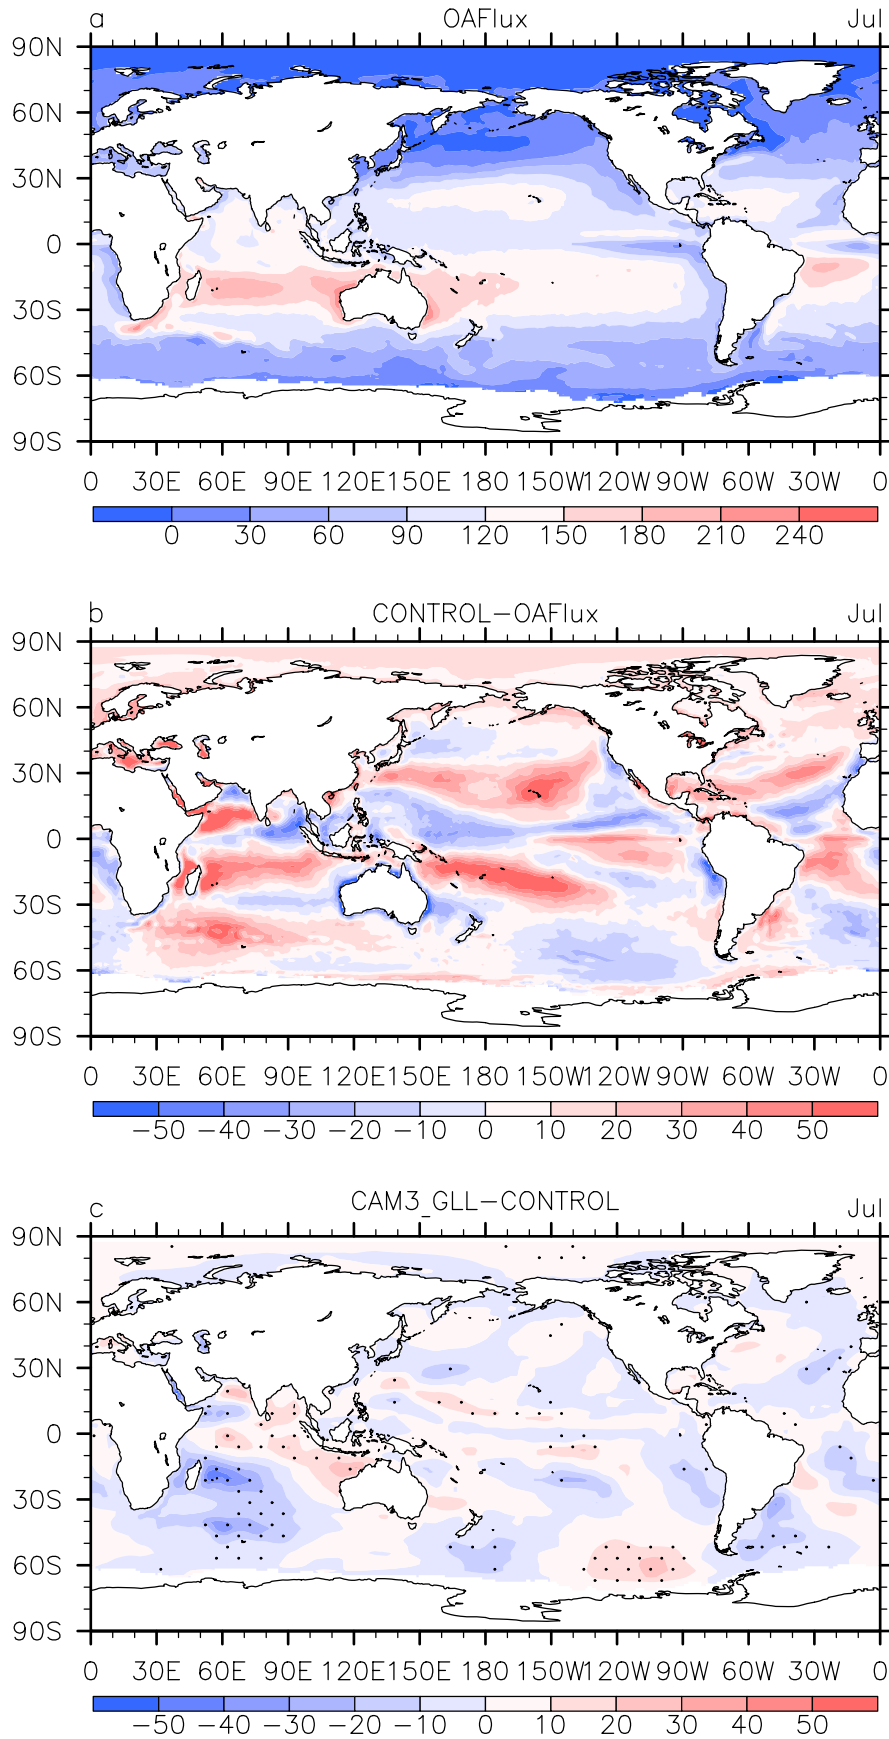 a OAFlux Jul
90N
60N
30N
0
30S
60S
90S
0 30E 60E 90E 120E 150E 180 150W 120W 90W 60W 30W 0
0 30 60 90 120 150 180 210 240
b CONTROL−OAFlux Jul
90N
60N
30N
0
30S
60S
90S
0 30E 60E 90E 120E 150E 180 150W 120W 90W 60W 30W 0
−50 −40 −30 −20 −10 0 10 20 30 40 50
c CAM3_GLL−CONTROL Jul
90N
60N
30N
0
30S
60S
90S
0 30E 60E 90E 120E 150E 180 150W 120W 90W 60W 30W 0
−50 −40 −30 −20 −10 0 10 20 30 40 50